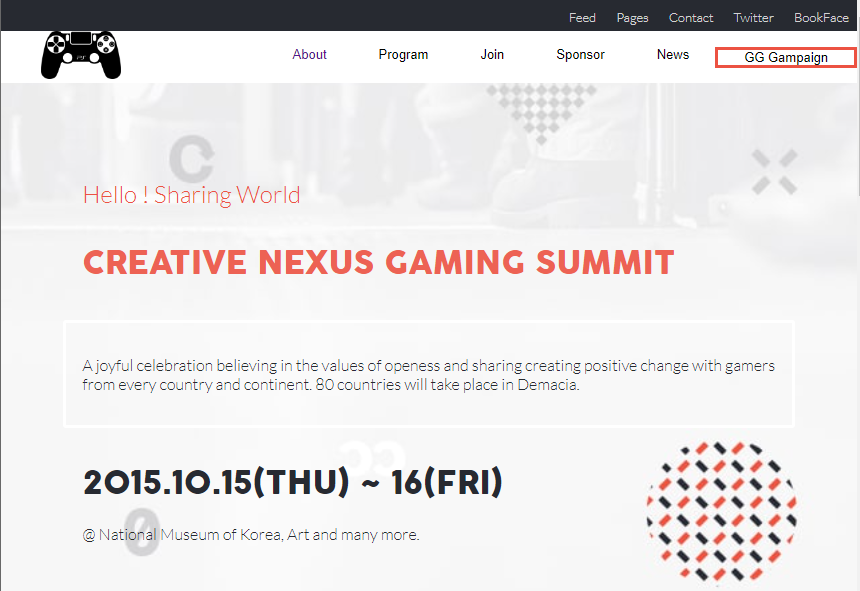 Feed Pages Contact Twitter BookFace
About Program Join Sponsor News GG Gampaign
Hello ! Sharing World
CREATIVE NEXUS GAMING SUMMIT
A joyful celebration believing in the values of openess and sharing creating positive change with gamers
from every country and continent. 80 countries will take place in Demacia.
2015.10.15(THU) ~ 16(FRI)
@ National Museum of Korea, Art and many more.